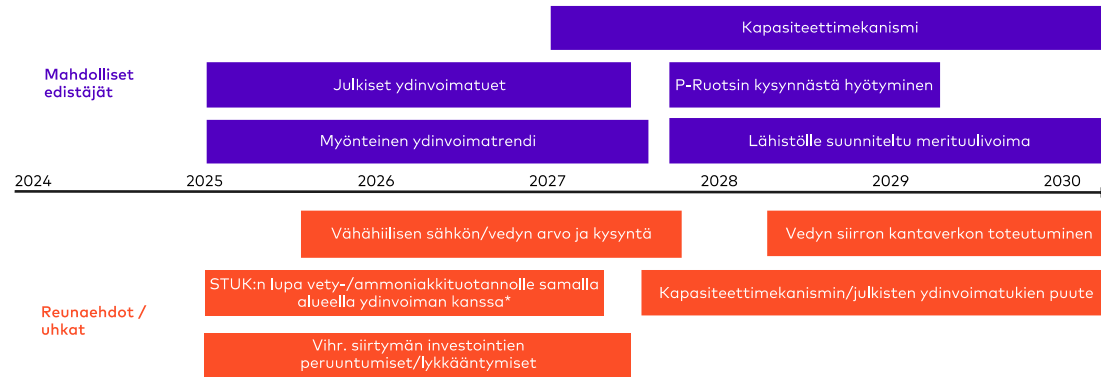 Kapasiteettimekanismi
Mahdolliset
edistäjät
Julkiset ydinvoimatuet
P-Ruotsin kysynnästä hyötyminen
Myönteinen ydinvoimatrendi
Lähistölle suunniteltu merituulivoima
2024 2025 2026 2027 2028 2029 2030
Vähähiilisen sähkön/vedyn arvo ja kysyntä
Vedyn siirron kantaverkon toteutuminen
Reunaehdot /
uhkat
STUK:n lupa vety-/ammoniakkituotannolle samalla
alueella ydinvoiman kanssa*
Kapasiteettimekanismin/julkisten ydinvoimatukien puute
Vihr. siirtymän investointien
peruuntumiset/lykkääntymiset